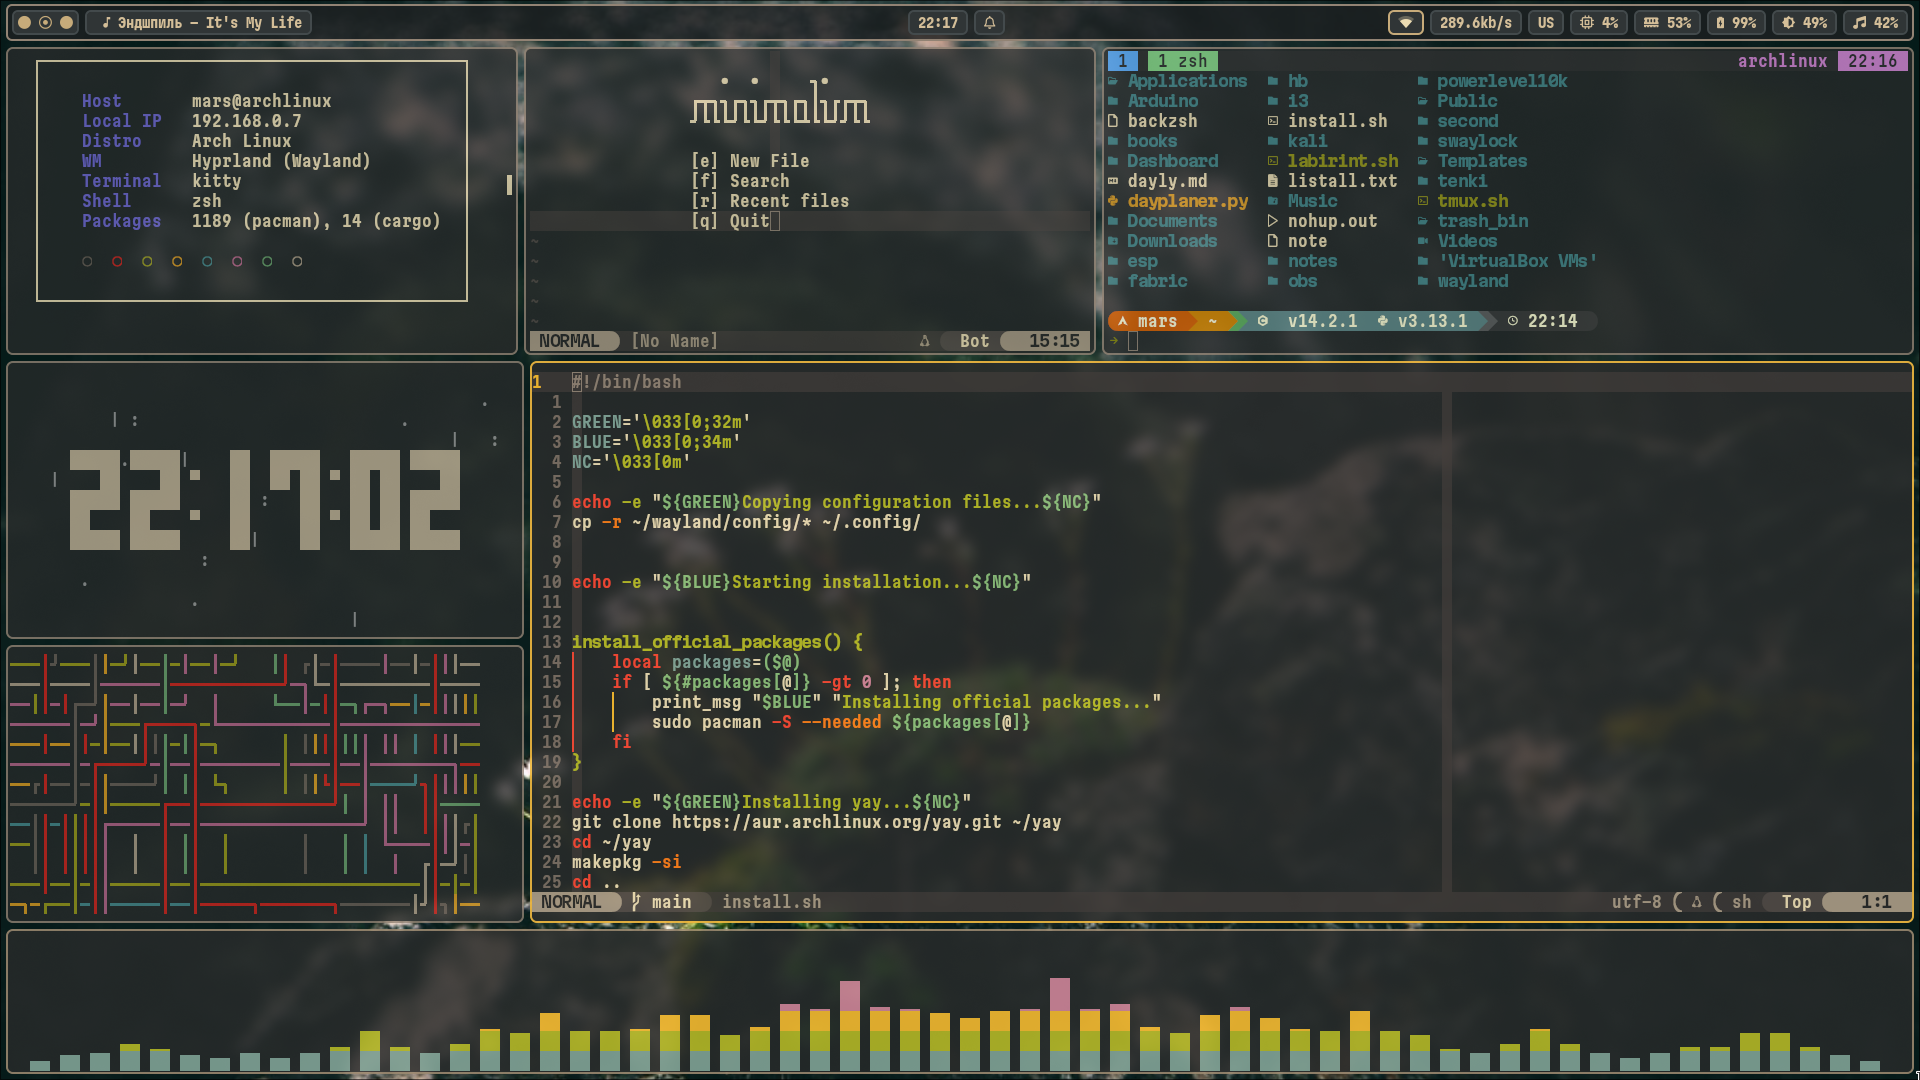 Эндшпиль – It's My Life
22:17
289.6kb/s
US
4%
53%
99%
49%
42%
Host mars@archlinux
Local IP 192.168.0.7
Distro Arch Linux
WM Hyprland (Wayland)
Terminal kitty
Shell zsh
Packages 1189 (pacman), 14 (cargo)
minimalism
[e] New File
[f] Search
[r] Recent files
[q] Quit
~
~
~
~
~
NORMAL [No Name] Bot 15:15
1 1 zsh archlinux 22:16
Applications hb powerlevel10k
Arduino i3 Public
backzsh install.sh second
books kali swaylock
Dashboard labirint.sh Templates
dayly.md listall.txt tenki
dayplaner.py Music tmux.sh
Documents nohup.out trash_bin
Downloads note Videos
esp notes 'VirtualBox VMs'
fabric obs wayland
mars ~ v14.2.1 v3.13.1 22:14
22:17:02
1 #!/bin/bash
1
2 GREEN='\033[0;32m'
3 BLUE='\033[0;34m'
4 NC='\033[0m'
5
6 echo -e "${GREEN}Copying configuration files...${NC}"
7 cp -r ~/wayland/config/* ~/.config/
8
9
10 echo -e "${BLUE}Starting installation...${NC}"
11
12
13 install_official_packages() {
14 local packages=($@)
15 if [ ${#packages[@]} -gt 0 ]; then
16 print_msg "$BLUE" "Installing official packages..."
17 sudo pacman -S --needed ${packages[@]}
18 fi
19 }
20
21 echo -e "${GREEN}Installing yay...${NC}"
22 git clone https://aur.archlinux.org/yay.git ~/yay
23 cd ~/yay
24 makepkg -si
25 cd ..
NORMAL main install.sh utf-8 sh Top 1:1